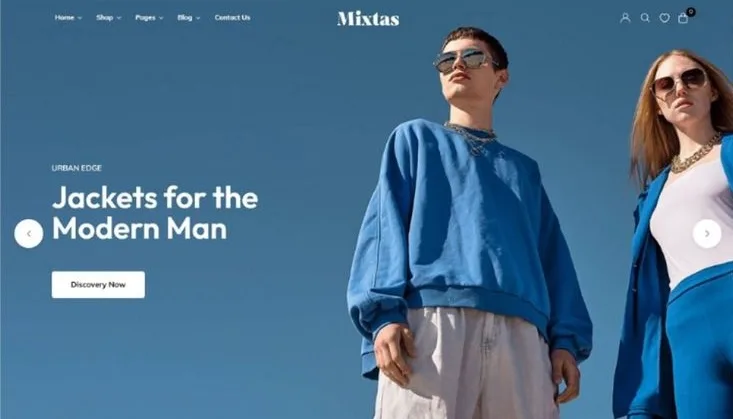 Home Shop Pages Blog Contact Us
Mixtas
0
URBAN EDGE
Jackets for the
Modern Man
Discovery Now